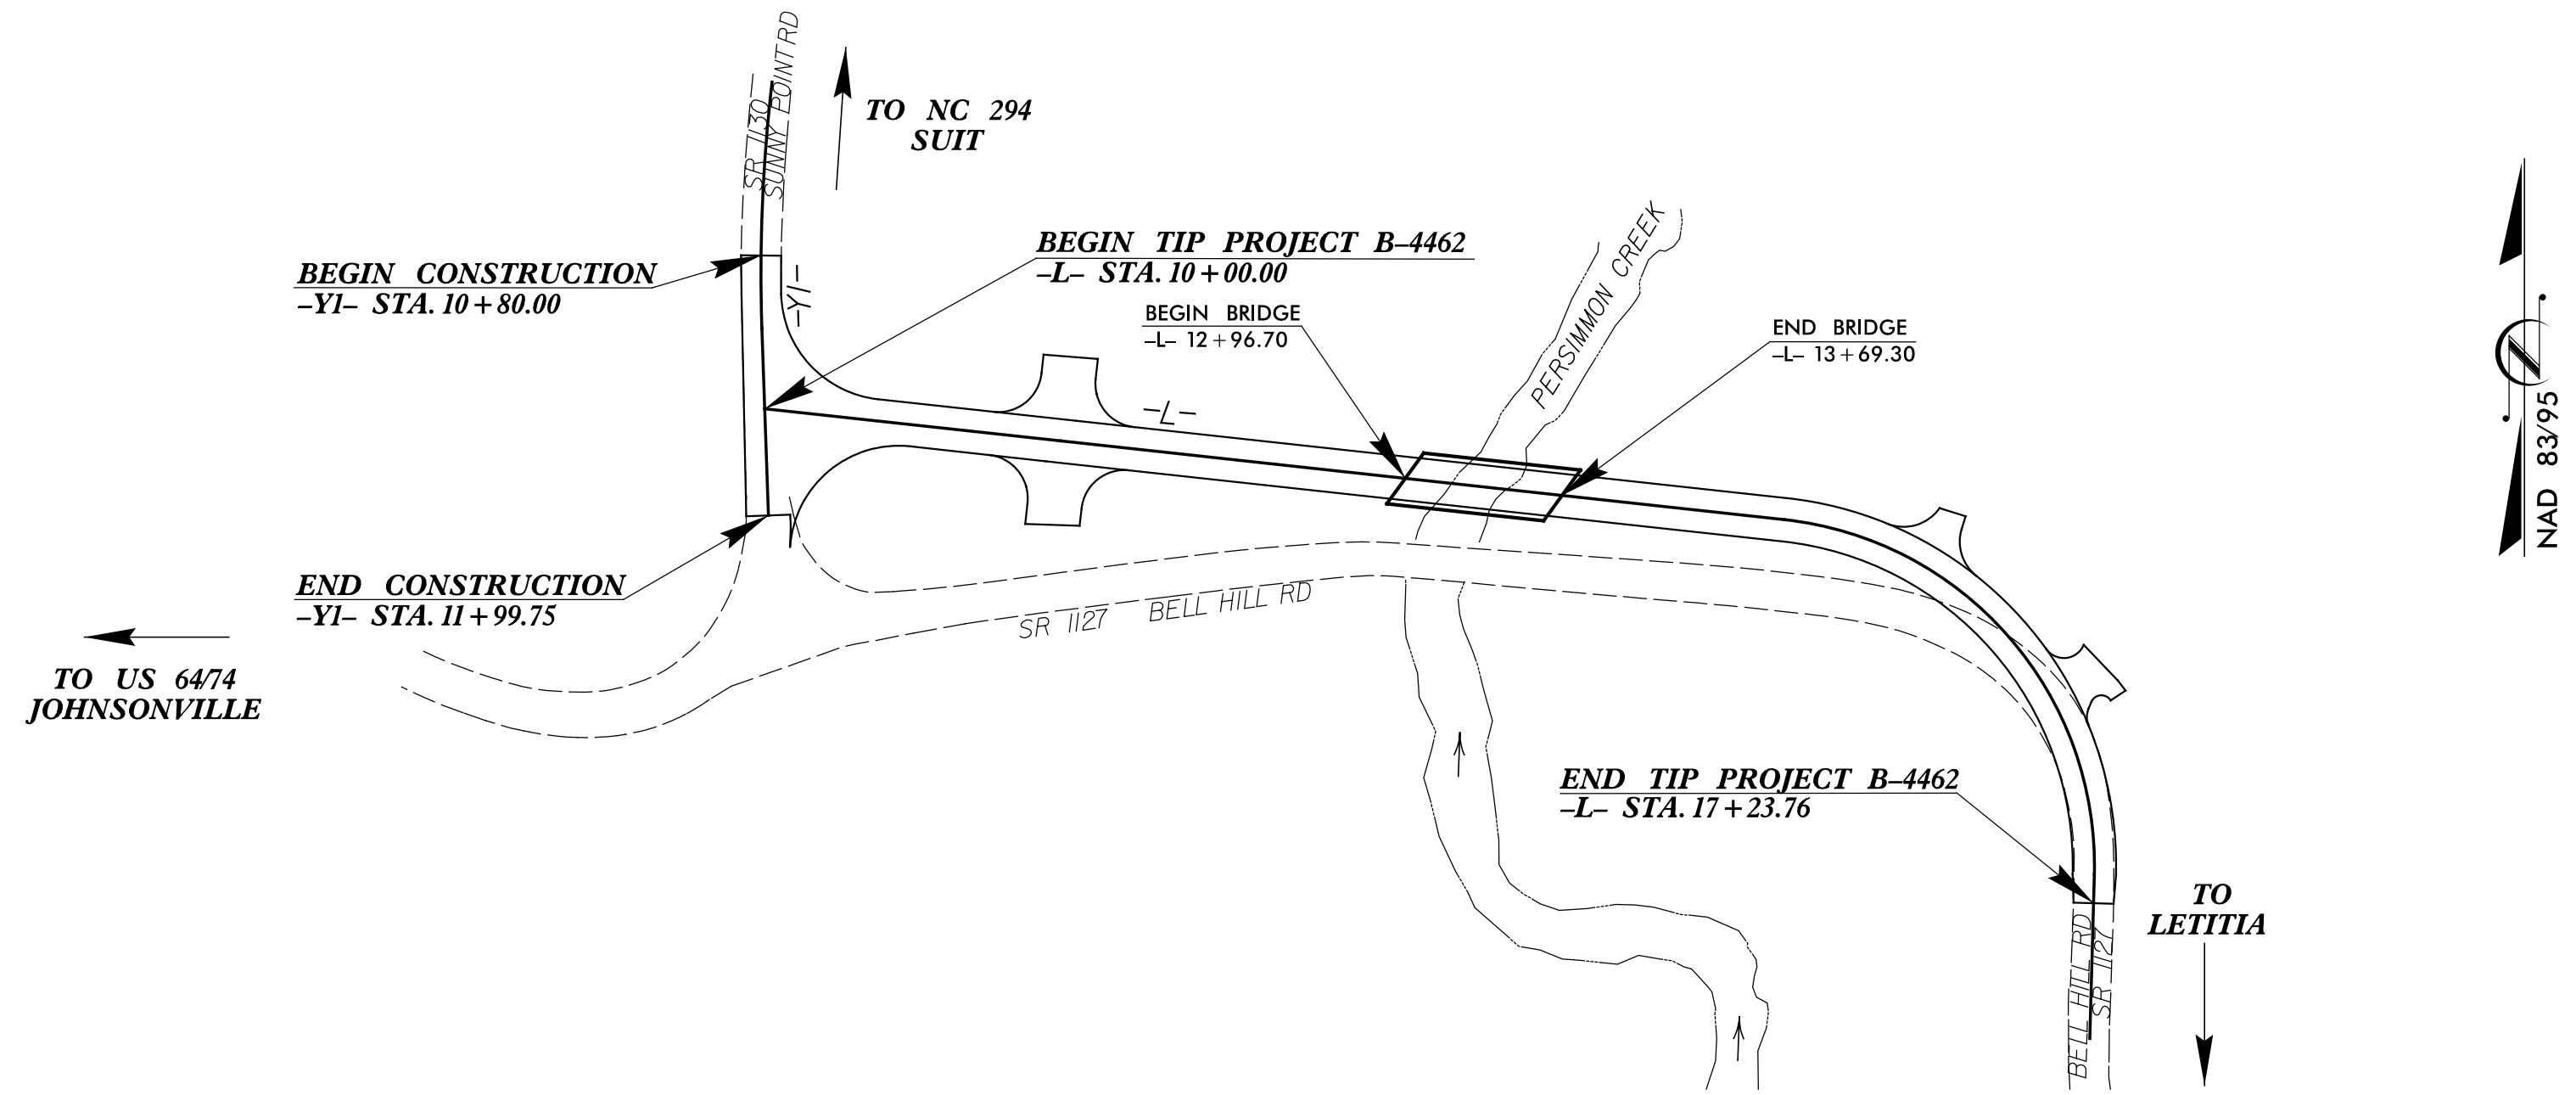 SR 1130
SUNNY POINT RD
TO NC 294
SUIT
BEGIN CONSTRUCTION
–Y1– STA. 10+80.00
–Y1–
BEGIN TIP PROJECT B–4462
–L– STA. 10+00.00
BEGIN BRIDGE
–L– 12+96.70
PERSIMMON CREEK
END BRIDGE
–L– 13+69.30
NAD 83/95
–L–
END CONSTRUCTION
–Y1– STA. 11+99.75
SR 1127 BELL HILL RD
TO US 64/74
JOHNSONVILLE
END TIP PROJECT B–4462
–L– STA. 17+23.76
TO
LETITIA
BELL HILL RD
SR 1127